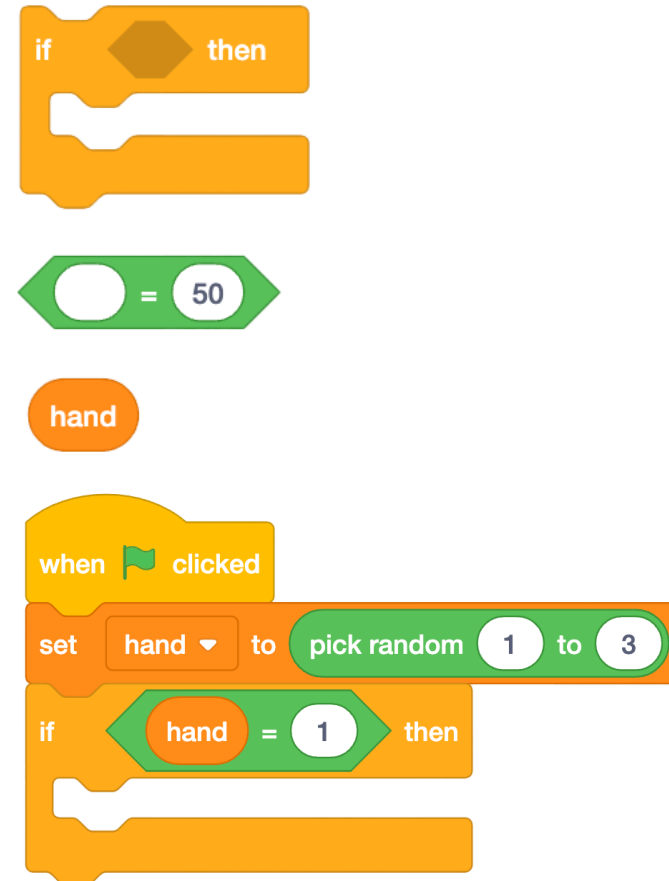 if then
= 50
hand
when clicked
set hand to pick random 1 to 3
if hand = 1 then